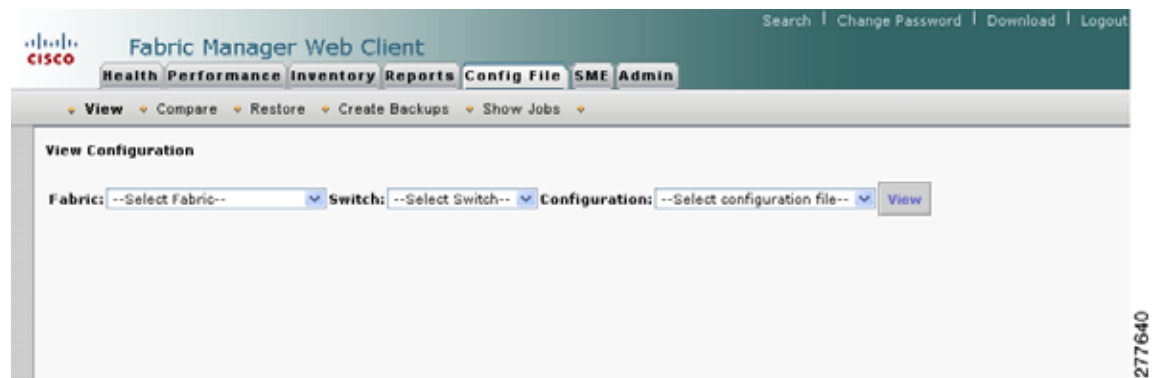 Search | Change Password | Download | Logout
CISCO
Fabric Manager Web Client
Health Performance Inventory Reports Config File SME Admin
View Compare Restore Create Backups Show Jobs
View Configuration
Fabric: --Select Fabric-- Switch: --Select Switch-- Configuration: --Select configuration file-- View
277640